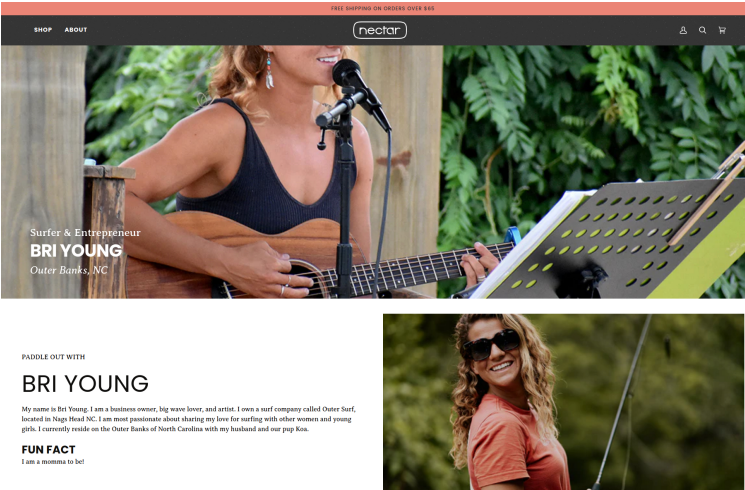 FREE SHIPPING ON ORDERS OVER $95
SHOP ABOUT
nectar
Surfer & Entrepreneur
BRI YOUNG
Outer Banks, NC
PADDLE OUT WITH
BRI YOUNG
My name is Bri Young. I am a business owner, big wave lover, and artist. I own a surf company called Outer Surf,
located in Nags Head NC. I am most passionate about sharing my love for surfing with other women and young
girls. I currently reside on the Outer Banks of North Carolina with my husband and our pup Koa.
FUN FACT
I am a momma to be!